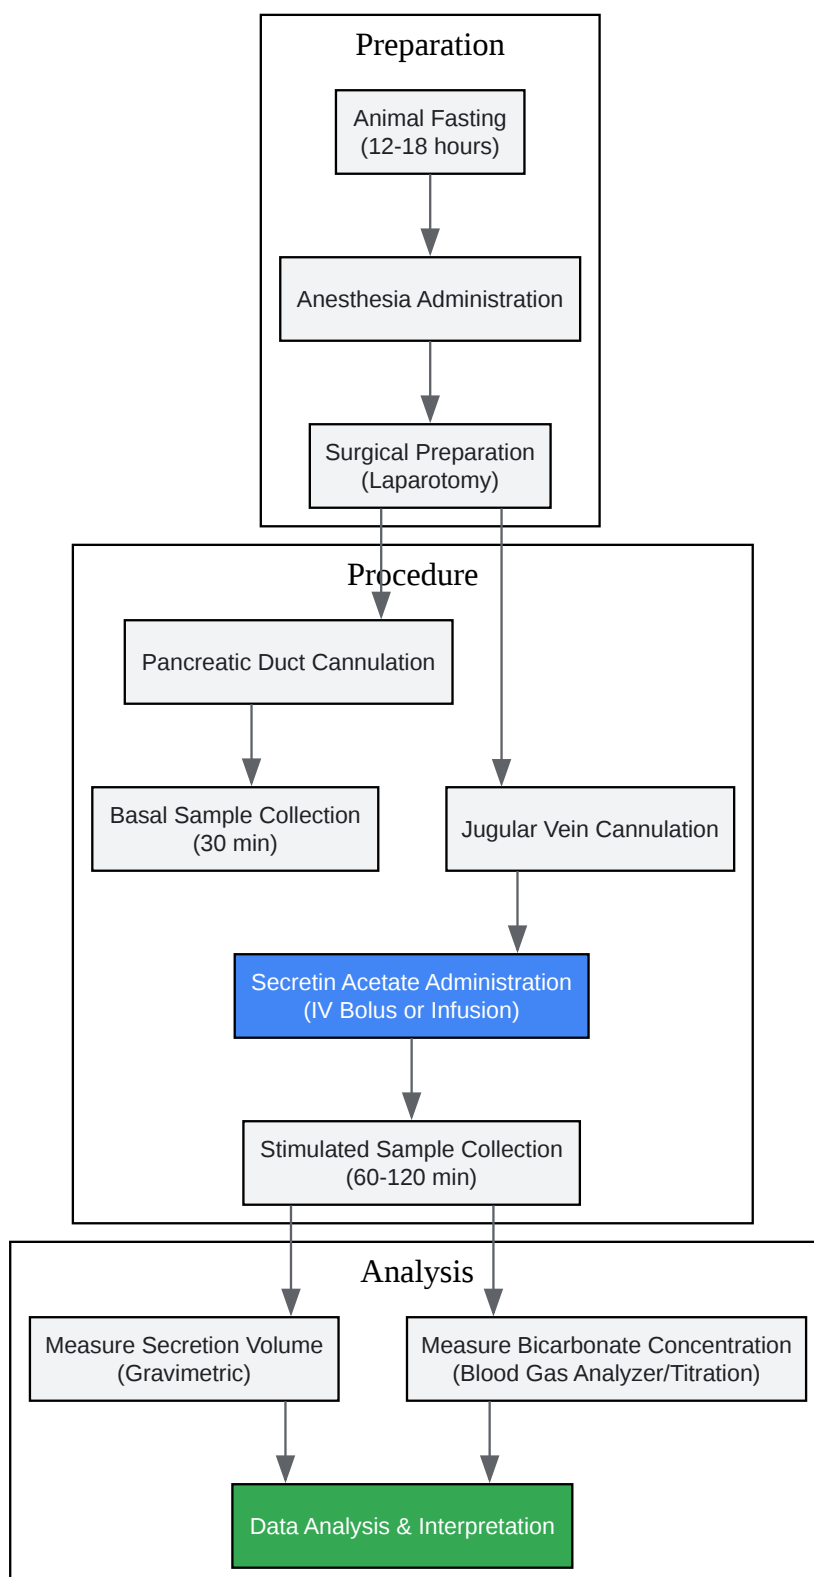 Preparation
Animal Fasting
(12-18 hours)
Anesthesia Administration
Surgical Preparation
(Laparotomy)
Procedure
Pancreatic Duct Cannulation
Basal Sample Collection
(30 min)
Jugular Vein Cannulation
Secretin Acetate Administration
(IV Bolus or Infusion)
Stimulated Sample Collection
(60-120 min)
Analysis
Measure Secretion Volume
(Gravimetric)
Measure Bicarbonate Concentration
(Blood Gas Analyzer/Titration)
Data Analysis & Interpretation